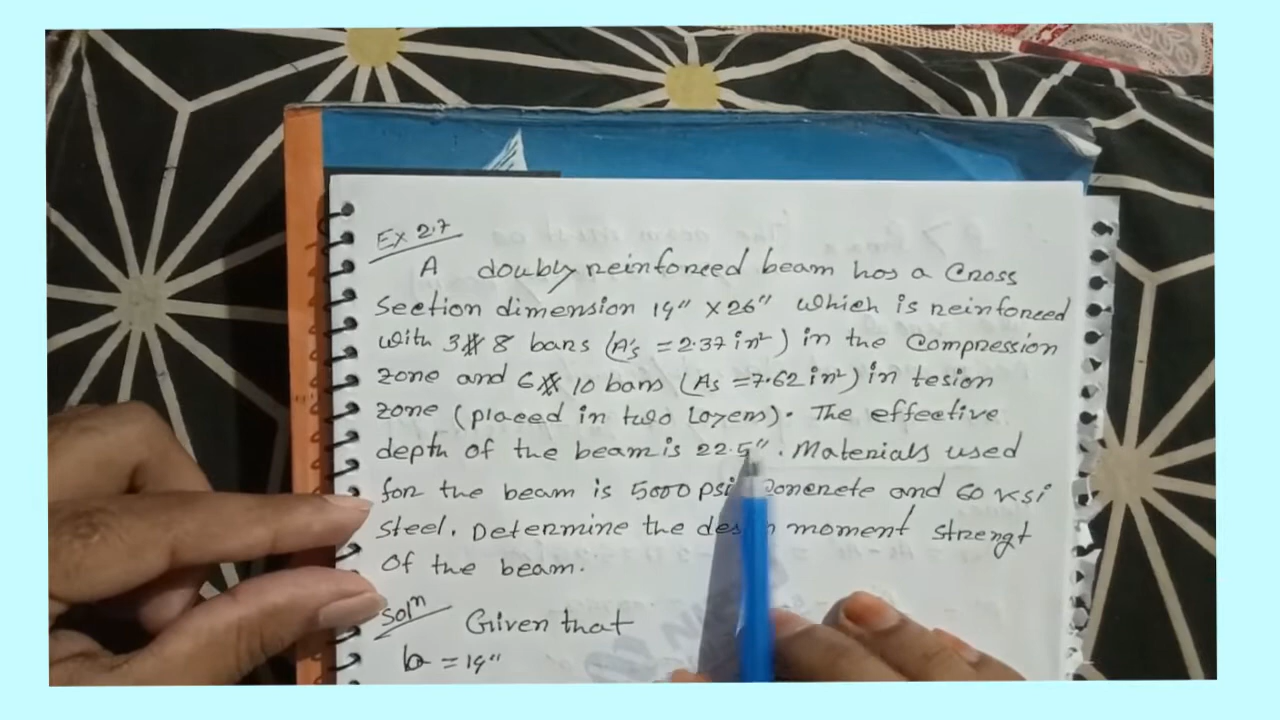 Ex 2.7
A doubly reinforced beam has a Cross
Section dimension 14" X 26" which is reinforced
with 3# 8 bars (A's = 2.37 in²) in the Compression
zone and 6# 10 bars (As = 7.62 in²) in tesion
zone (placed in two Layers). The effective
depth of the beam is 22.5". Materials used
for the beam is 5000 psi Concrete and 60 ksi
Steel. Determine the moment Strengt
Of the beam.
Solⁿ Given that
b = 14"